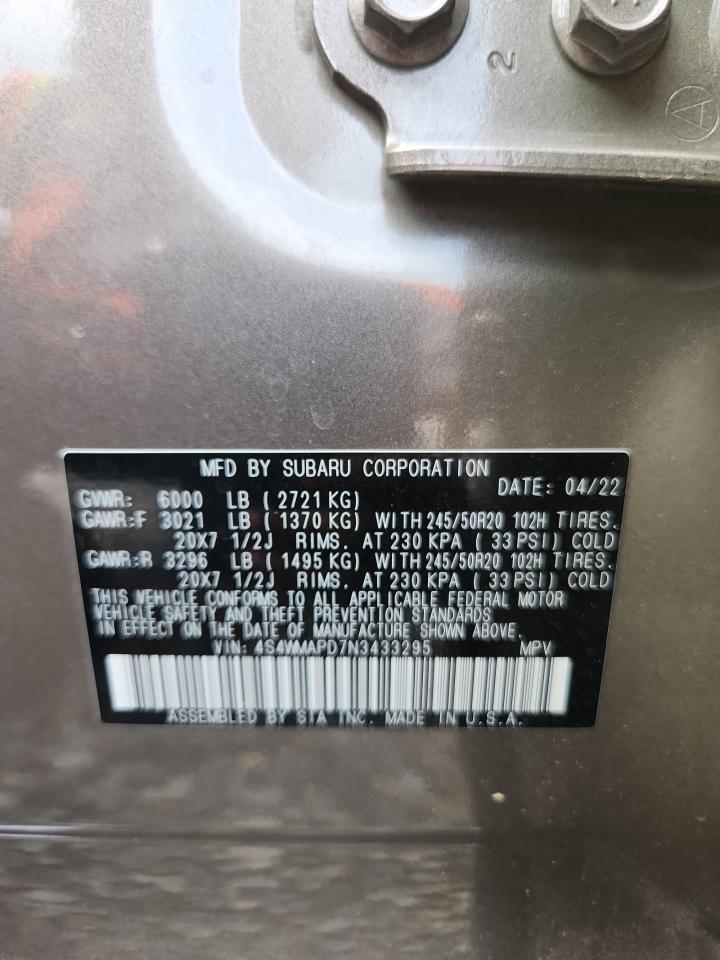 2
A
MFD BY SUBARU CORPORATION
DATE: 04/22
GVWR: 6000 LB ( 2721 KG)
GAWR:F 3021 LB ( 1370 KG) WITH 245/50R20 102H TIRES.
20X7 1/2J RIMS. AT 230 KPA ( 33 PSI) COLD
GAWR:R 3296 LB ( 1495 KG) WITH 245/50R20 102H TIRES.
20X7 1/2J RIMS. AT 230 KPA ( 33 PSI) COLD
THIS VEHICLE CONFORMS TO ALL APPLICABLE FEDERAL MOTOR
VEHICLE SAFETY AND THEFT PREVENTION STANDARDS
IN EFFECT ON THE DATE OF MANUFACTURE SHOWN ABOVE.
VIN: 4S4WMAPD7N3433295 MPV
ASSEMBLED BY SIA INC. MADE IN U.S.A.